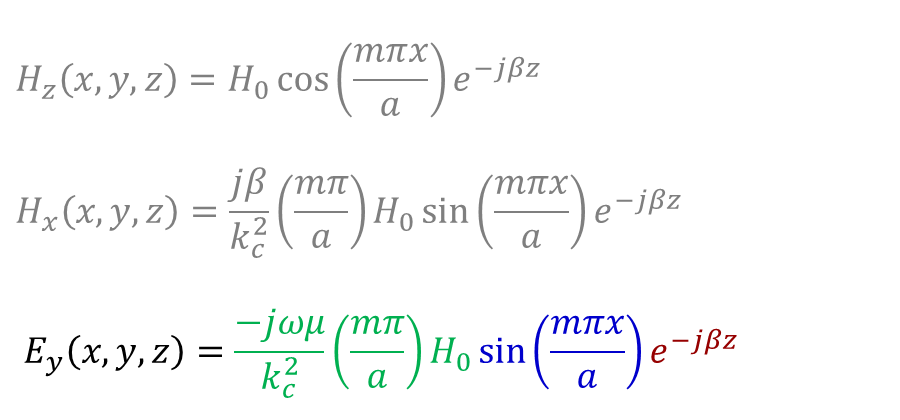 H_z(x, y, z) = H_0 cos(mπx/a) e^{−jβz}
H_x(x, y, z) = jβ/k_c^2 (mπ/a) H_0 sin(mπx/a) e^{−jβz}
E_y(x, y, z) = −jωμ/k_c^2 (mπ/a) H_0 sin(mπx/a) e^{−jβz}